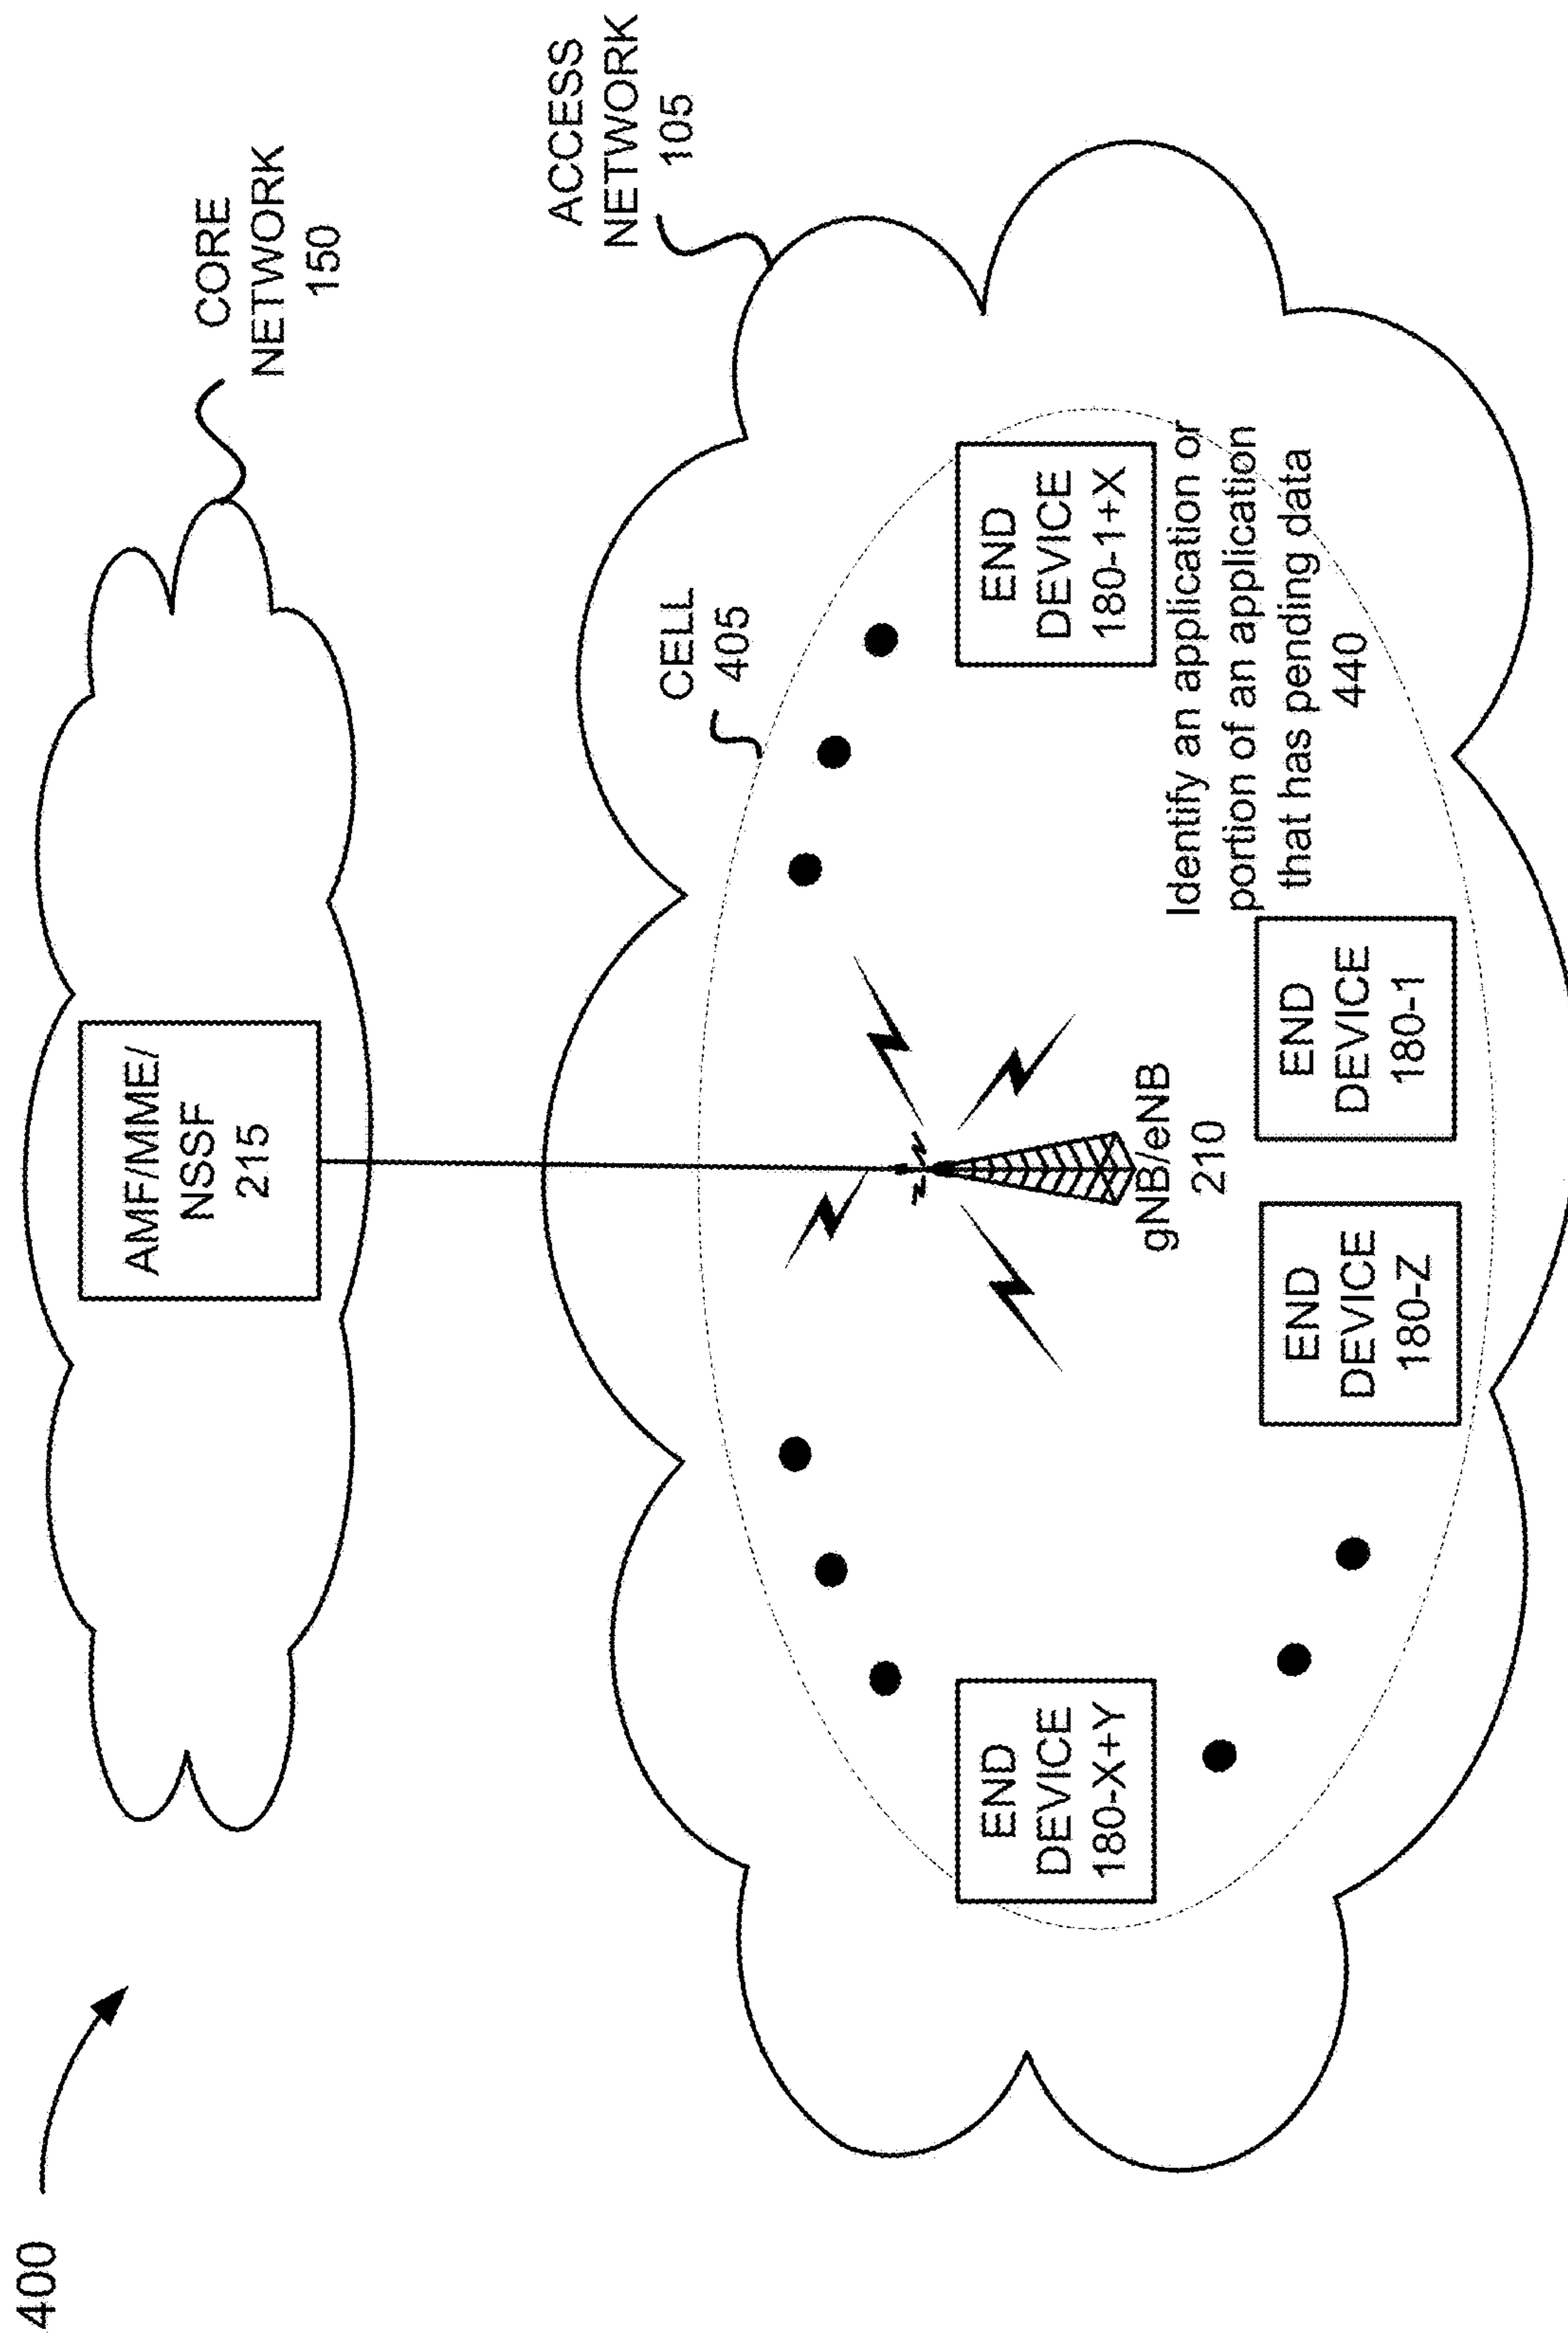 400
CORE
NETWORK
150
AMF/MME/
NSSF
215
ACCESS
NETWORK
105
CELL
405
END
DEVICE
180-X+Y
END
DEVICE
180-1+X
gNB/eNB
210
Identify an application or
portion of an application
that has pending data
440
END
DEVICE
180-Z
END
DEVICE
180-1